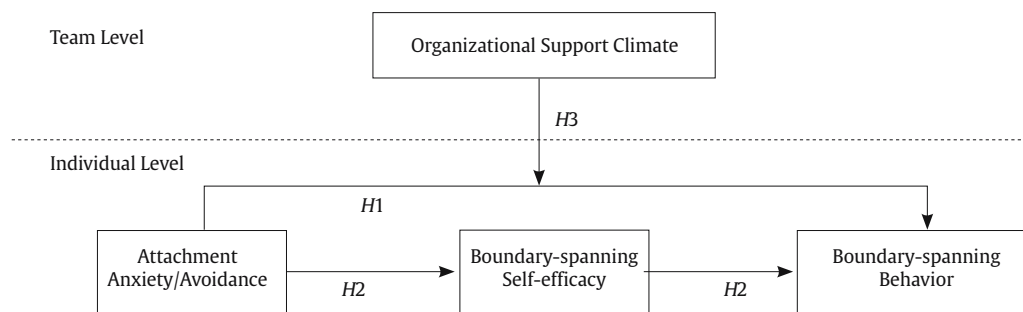 Team Level
Organizational Support Climate
H3
Individual Level
H1
Attachment
Anxiety/Avoidance
H2
Boundary-spanning
Self-efficacy
H2
Boundary-spanning
Behavior